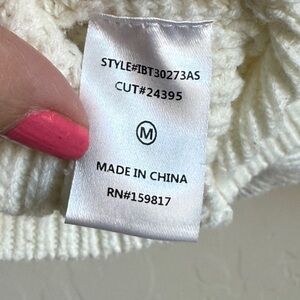 STYLE#IBT30273AS
CUT#24395
M
MADE IN CHINA
RN#159817